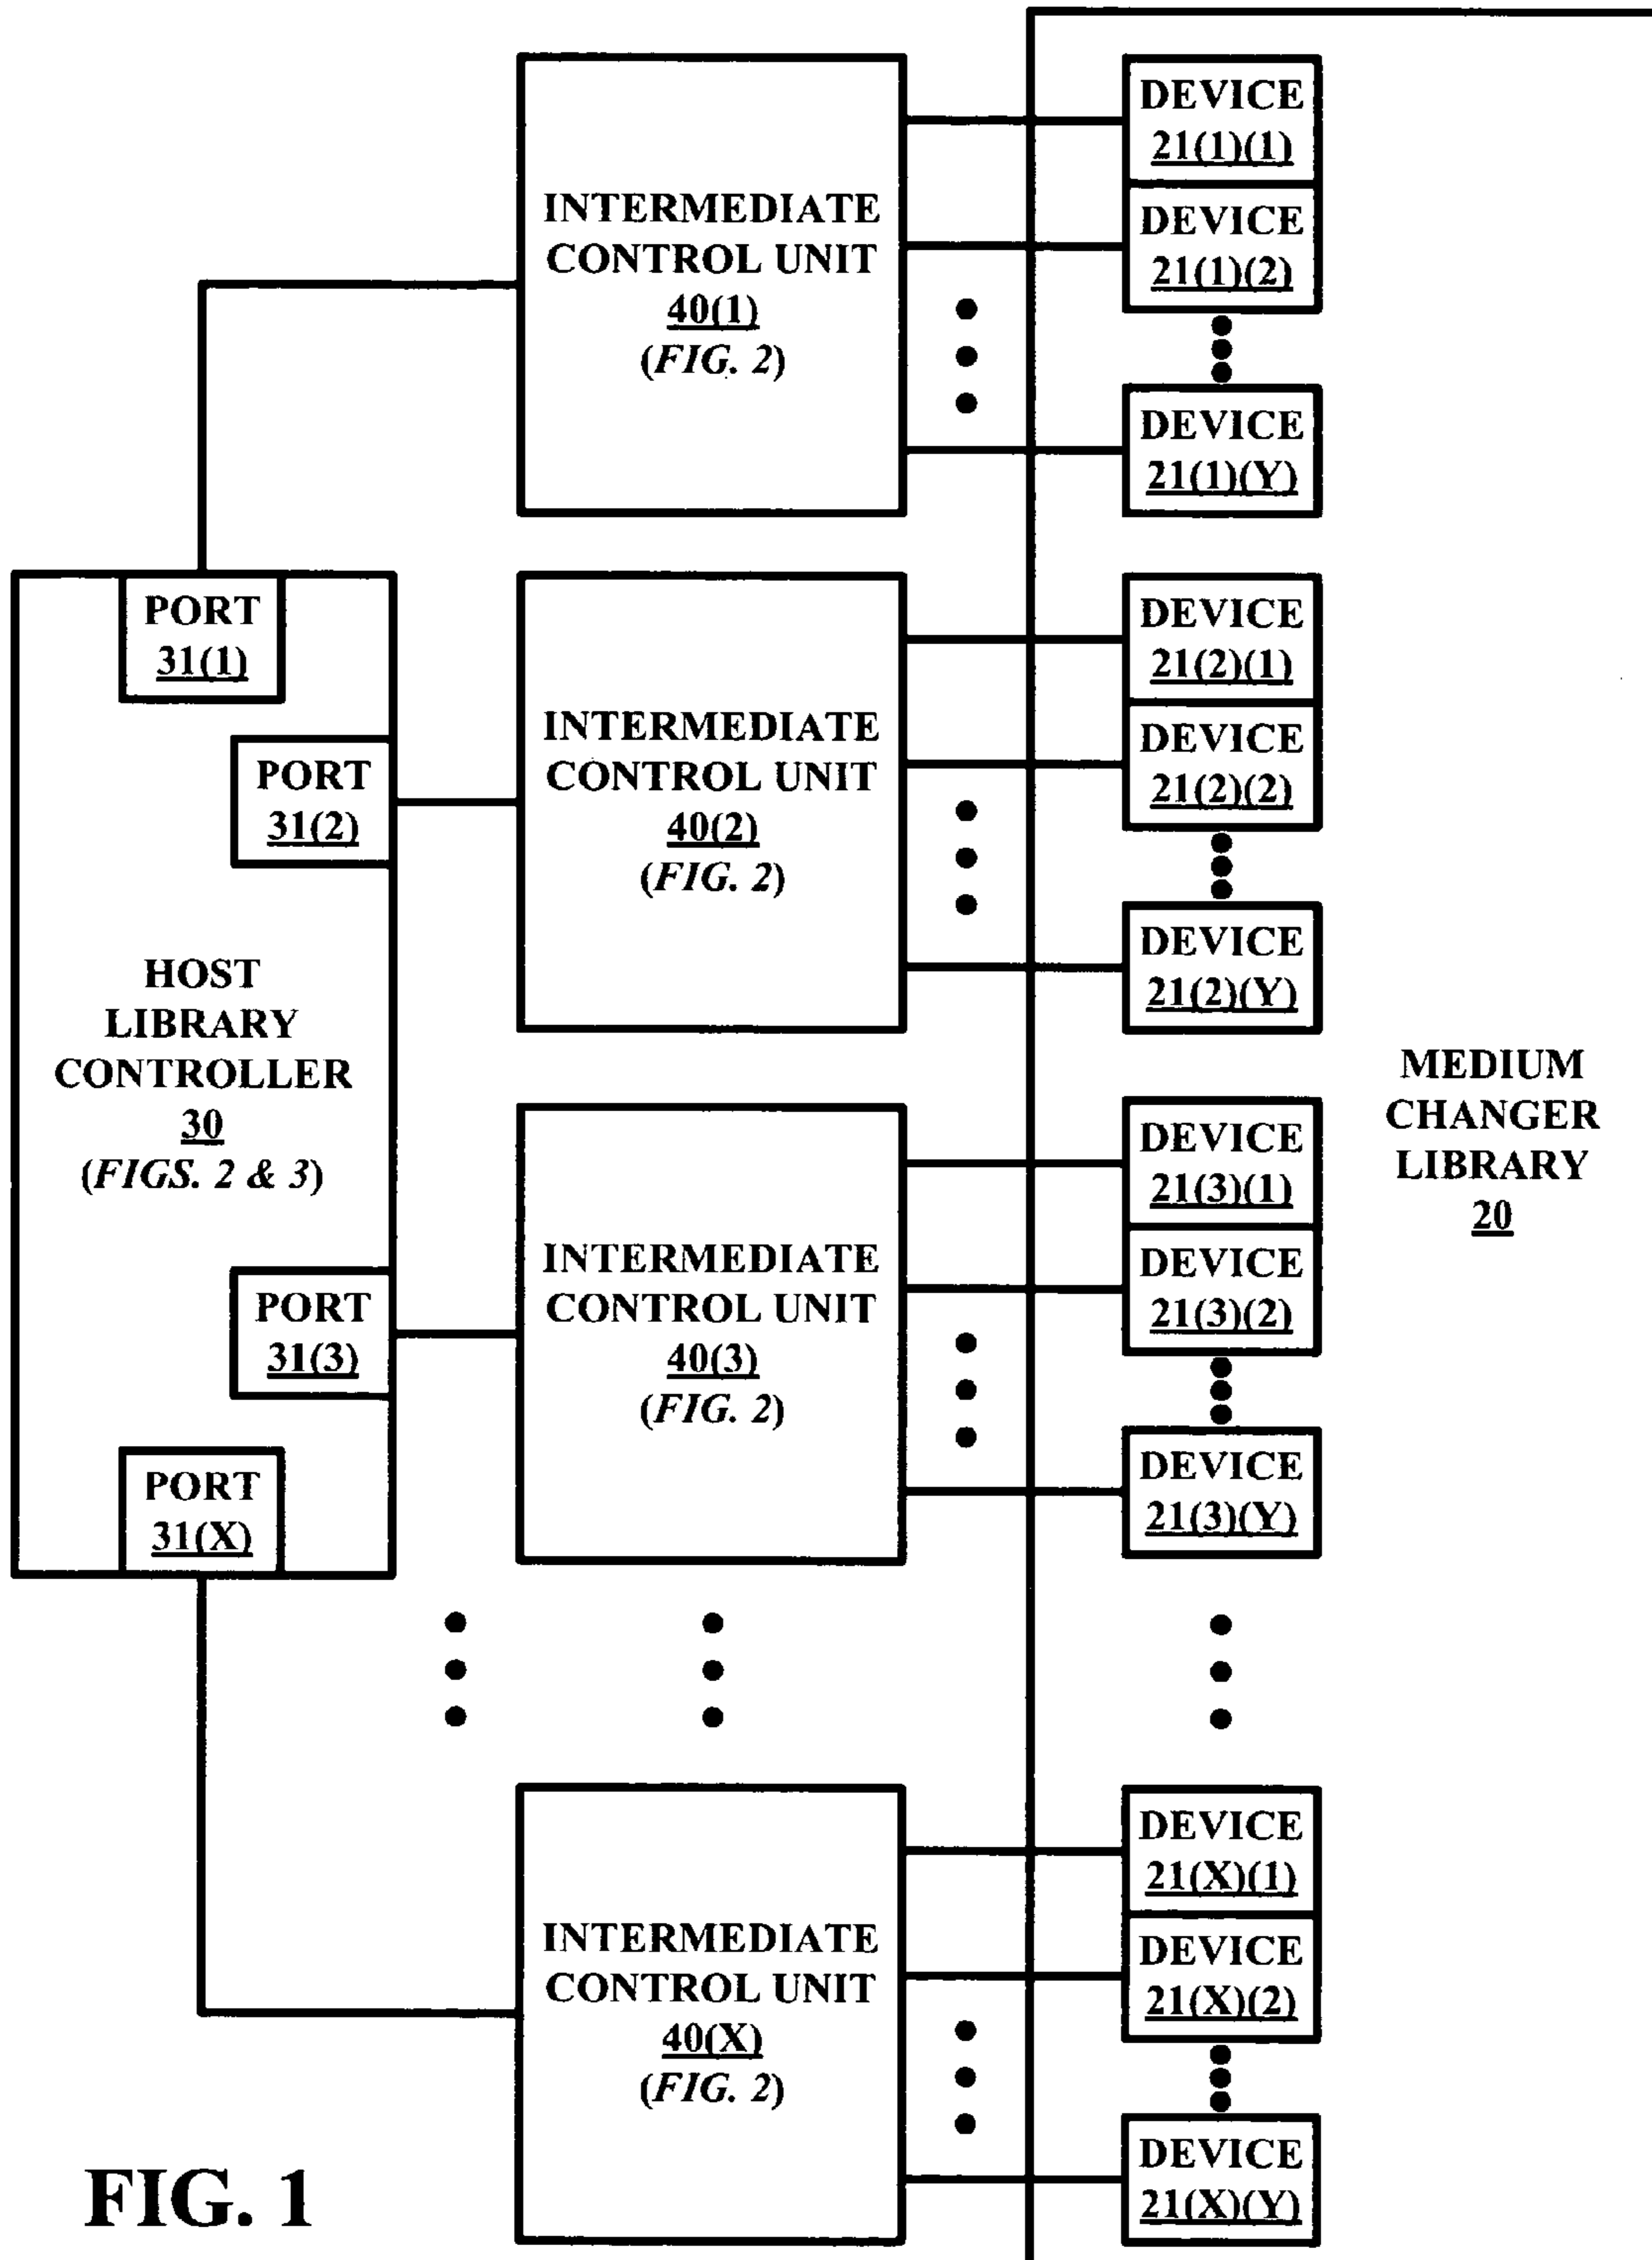 DEVICE
21(1)(1)
DEVICE
21(1)(2)
DEVICE
21(1)(Y)
INTERMEDIATE
CONTROL UNIT
40(1)
(FIG. 2)
PORT
31(1)
PORT
31(2)
HOST
LIBRARY
CONTROLLER
30
(FIGS. 2 & 3)
PORT
31(3)
PORT
31(X)
INTERMEDIATE
CONTROL UNIT
40(2)
(FIG. 2)
DEVICE
21(2)(1)
DEVICE
21(2)(2)
DEVICE
21(2)(Y)
INTERMEDIATE
CONTROL UNIT
40(3)
(FIG. 2)
DEVICE
21(3)(1)
DEVICE
21(3)(2)
DEVICE
21(3)(Y)
MEDIUM
CHANGER
LIBRARY
20
INTERMEDIATE
CONTROL UNIT
40(X)
(FIG. 2)
DEVICE
21(X)(1)
DEVICE
21(X)(2)
DEVICE
21(X)(Y)
FIG. 1